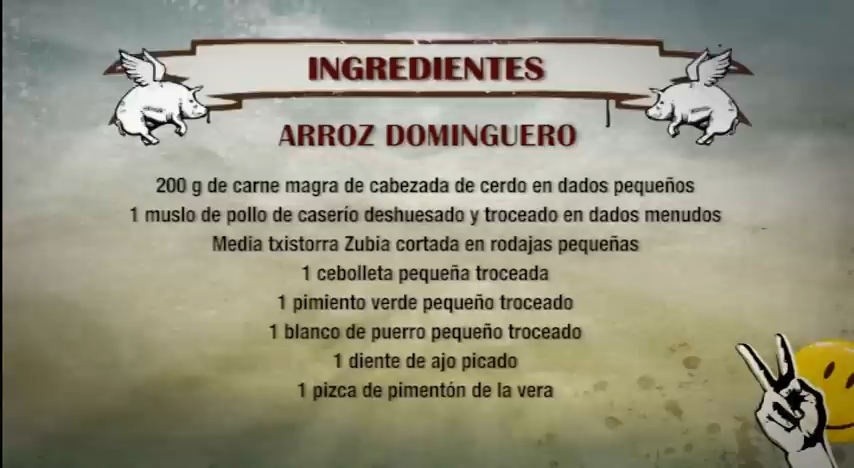 INGREDIENTES
ARROZ DOMINGUERO
200 g de carne magra de cabezada de cerdo en dados pequeños
1 muslo de pollo de caserío deshuesado y troceado en dados menudos
Media txistorra Zubia cortada en rodajas pequeñas
1 cebolleta pequeña troceada
1 pimiento verde pequeño troceado
1 blanco de puerro pequeño troceado
1 diente de ajo picado
1 pizca de pimentón de la vera